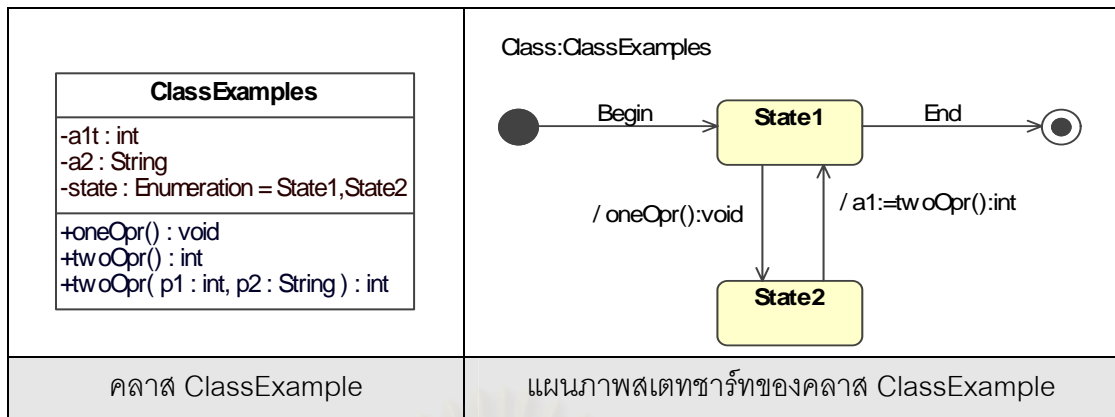 ClassExamples
-a1t : int
-a2 : String
-state : Enumeration = State1,State2
+oneOpr() : void
+twoOpr() : int
+twoOpr( p1 : int, p2 : String ) : int
คลาส ClassExample
Class:ClassExamples
Begin
State1
End
/ oneOpr():void
/ a1:=twoOpr():int
State2
แผนภาพสเตทชาร์ทของคลาส ClassExample